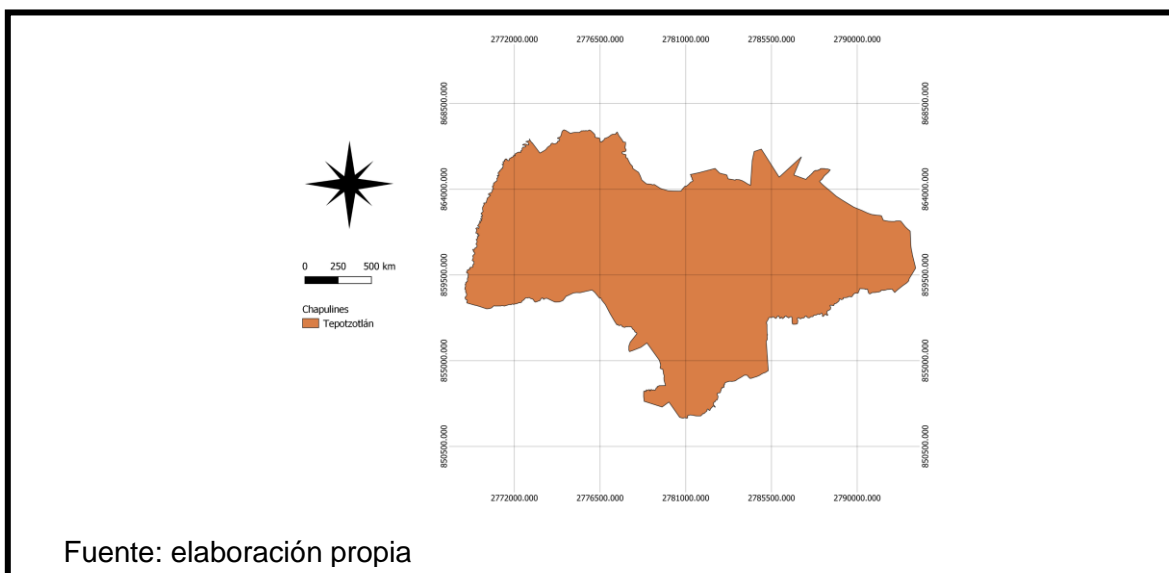 2772000.000 2776500.000 2781000.000 2785500.000 2790000.000
868500.000 868500.000
864000.000 864000.000
859500.000 859500.000
855000.000 855000.000
850500.000 850500.000
0 250 500 km
Chapulines
Tepotzotlán
2772000.000 2776500.000 2781000.000 2785500.000 2790000.000
Fuente: elaboración propia